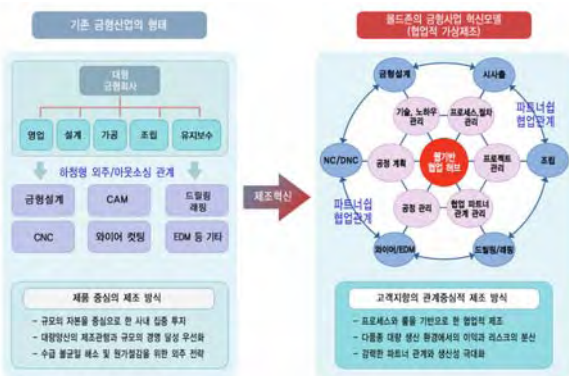 기존 금형산업의 형태
대형
금형회사
영업
설계
가공
조립
유지보수
하청형 외주/아웃소싱 관계
금형설계
CAM
드릴링
래핑
CNC
와이어 컷팅
EDM 등 기타
제품 중심의 제조 방식
- 규모의 자본을 중심으로 한 사내 집중 투자
- 대량양산의 제조관행과 규모의 경영 달성 우선화
- 수급 불균일 해소 및 원가절감을 위한 외주 전략
제조혁신
몰드존의 금형사업 혁신모델
(협업적 가상제조)
금형설계
시사출
파트너쉽
협업관계
기술, 노하우
관리
프로세스,절차
관리
NC/DNC
공정 계획
웹기반
협업 허브
프로젝트
관리
조립
파트너쉽
협업관계
공정 관리
협업 파트너
관계 관리
와이어/EDM
드릴링/래핑
고객지향의 관계중심적 제조 방식
- 프로세스와 룰을 기반으로 한 협업적 제조
- 다품종 대량 생산 환경에서의 이익과 리스크의 분산
- 강력한 파트너 관계와 생산성 극대화